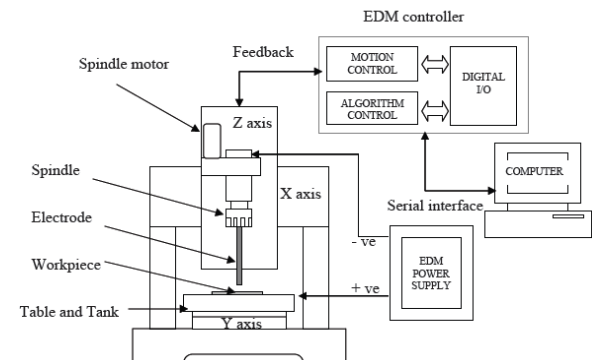 EDM controller
Feedback
MOTION
CONTROL
DIGITAL
I/O
ALGORITHM
CONTROL
Spindle motor
Z axis
Spindle
X axis
COMPUTER
Serial interface
Electrode
- ve
EDM
POWER
SUPPLY
Workpiece
+ ve
Table and Tank
Y axis